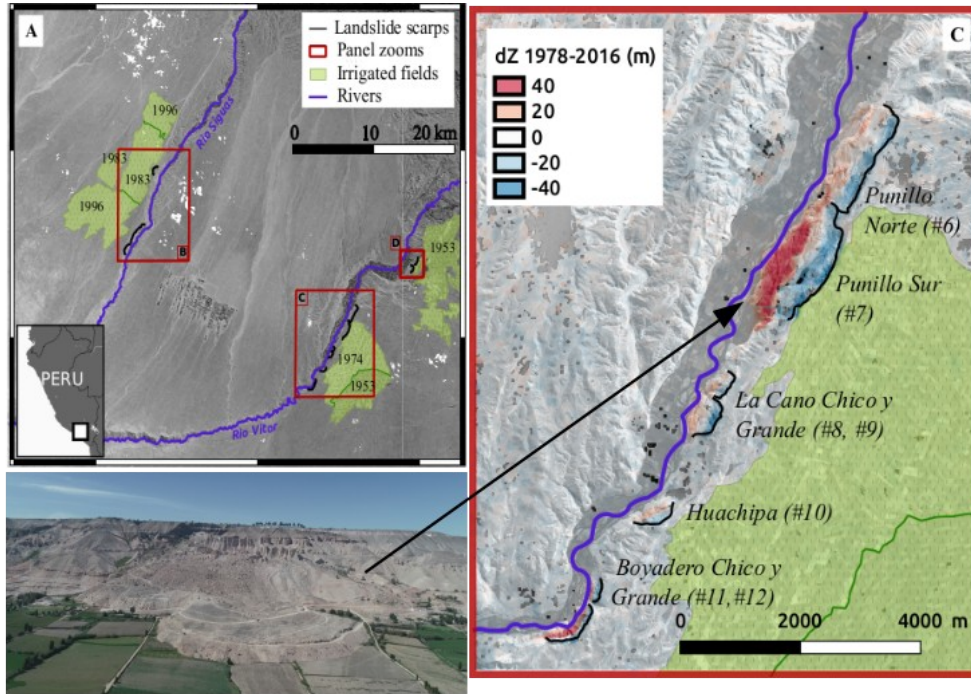 A
Landslide scarps
Panel zooms
Irrigated fields
Rivers
0 10 20 km
1996
1983
1983
1996
B
Rio Siguas
D
1953
C
1974
1953
Rio Vitor
PERU
C
dZ 1978-2016 (m)
40
20
0
-20
-40
Punillo
Norte (#6)
Punillo Sur
(#7)
La Cano Chico y
Grande (#8, #9)
Huachipa (#10)
Boyadero Chico y
Grande (#11, #12)
0 2000 4000 m